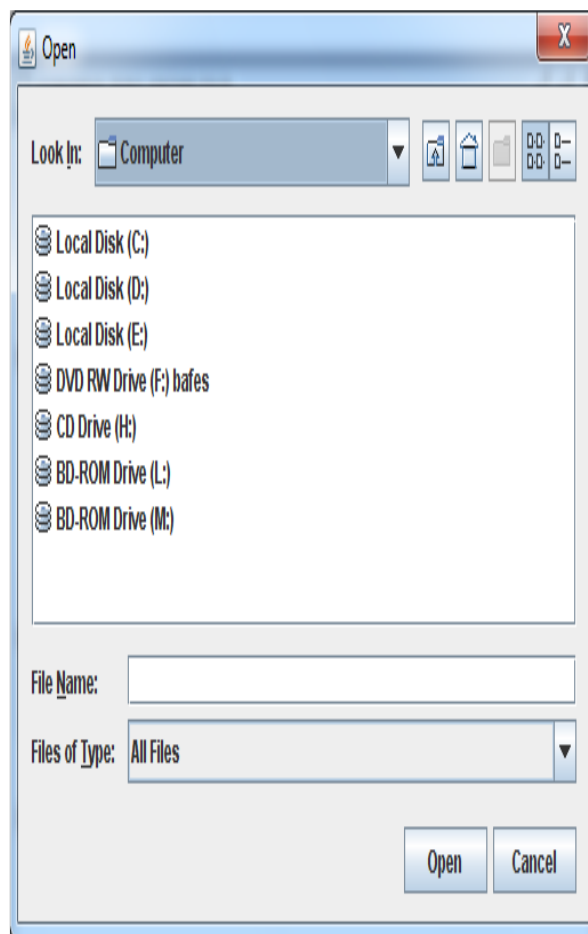 Open
Look In: Computer
Local Disk (C:)
Local Disk (D:)
Local Disk (E:)
DVD RW Drive (F:) bafes
CD Drive (H:)
BD-ROM Drive (L:)
BD-ROM Drive (M:)
File Name:
Files of Type: All Files
Open Cancel